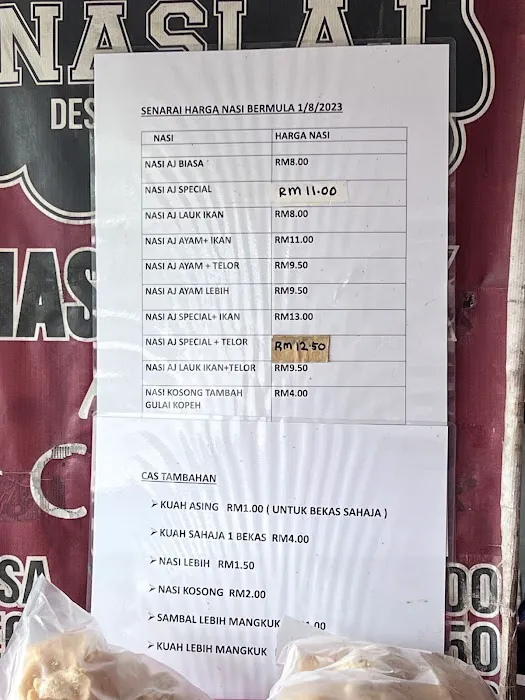 NASI AJ
DES
SENARAI HARGA NASI BERMULA 1/8/2023
NASI HARGA NASI
NASI AJ BIASA RM8.00
NASI AJ SPECIAL RM 11.00
NASI AJ LAUK IKAN RM8.00
NASI AJ AYAM+ IKAN RM11.00
NASI AJ AYAM + TELOR RM9.50
NASI AJ AYAM LEBIH RM9.50
NASI AJ SPECIAL+ IKAN RM13.00
NASI AJ SPECIAL + TELOR Rm 12.50
NASI AJ LAUK IKAN+TELOR RM9.50
NASI KOSONG TAMBAH RM4.00
GULAI KOPEH
CAS TAMBAHAN
➢ KUAH ASING RM1.00 ( UNTUK BEKAS SAHAJA )
➢ KUAH SAHAJA 1 BEKAS RM4.00
➢ NASI LEBIH RM1.50
➢ NASI KOSONG RM2.00
➢ SAMBAL LEBIH MANGKUK .00
➢ KUAH LEBIH MANGKUK
SA 00
50